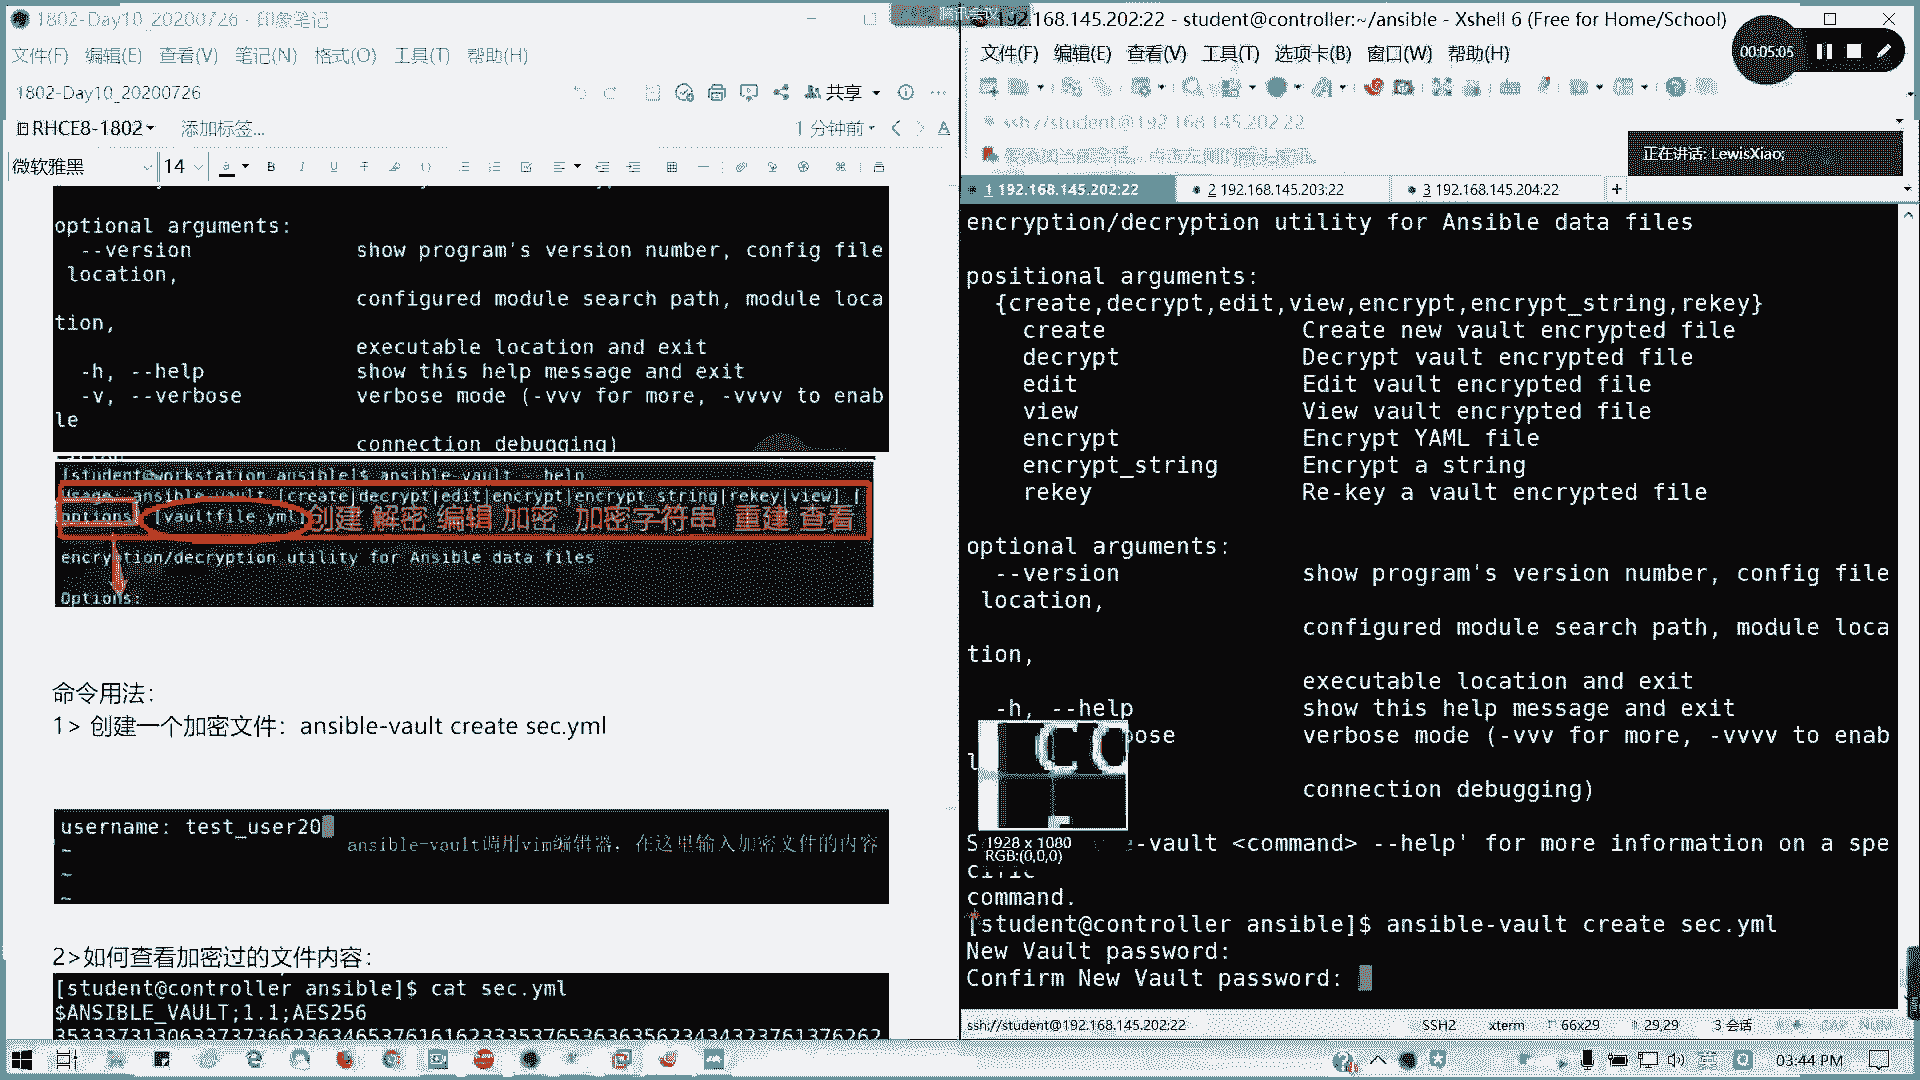 1802-Day10_20200726 - 印象笔记
文件(F) 编辑(E) 查看(V) 笔记(N) 格式(O) 工具(T) 帮助(H)
1802-Day10_20200726
共享
RHCE8-1802 添加标签...
1 分钟前
微软雅黑 14
optional arguments:
--version show program's version number, config file
location,
configured module search path, module loca
tion,
executable location and exit
-h, --help show this help message and exit
-v, --verbose verbose mode (-vvv for more, -vvvv to enab
le
connection debugging)
[student@workstation ansible]$ ansible-vault --help
Usage: ansible-vault [create|decrypt|edit|encrypt|encrypt_string|rekey|view] [
options] [vaultfile.yml]
创建 解密 编辑 加密 加密字符串 重建 查看
encryption/decryption utility for Ansible data files
Options:
命令用法:
1> 创建一个加密文件: ansible-vault create sec.yml
username: test_user20
ansible-vault调用vim编辑器, 在这里输入加密文件的内容
2>如何查看加密过的文件内容:
[student@controller ansible]$ cat sec.yml
$ANSIBLE_VAULT;1.1;AES256
腾讯会议
192.168.145.202:22 - student@controller:~/ansible - Xshell 6 (Free for Home/School)
文件(F) 编辑(E) 查看(V) 工具(T) 选项卡(B) 窗口(W) 帮助(H)
00:05:05
ssh://student@192.168.145.202:22
正在讲话: LewisXiao;
1 192.168.145.202:22
2 192.168.145.203:22
3 192.168.145.204:22
encryption/decryption utility for Ansible data files
positional arguments:
{create,decrypt,edit,view,encrypt,encrypt_string,rekey}
create Create new vault encrypted file
decrypt Decrypt vault encrypted file
edit Edit vault encrypted file
view View vault encrypted file
encrypt Encrypt YAML file
encrypt_string Encrypt a string
rekey Re-key a vault encrypted file
optional arguments:
--version show program's version number, config file
location,
configured module search path, module loca
tion,
executable location and exit
-h, --help show this help message and exit
ose verbose mode (-vvv for more, -vvvv to enab
l
connection debugging)
1928 x 1080
RGB:(0,0,0)
S -vault <command> --help' for more information on a spe
cific
command.
[student@controller ansible]$ ansible-vault create sec.yml
New Vault password:
Confirm New Vault password:
ssh://student@192.168.145.202:22 SSH2 xterm 66x29 29,29 3 会话 CAP NUM
英
03:44 PM